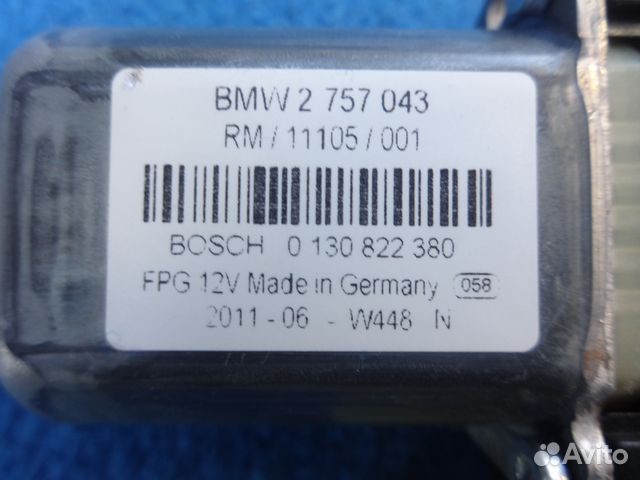 BMW 2 757 043
RM / 11105 / 001
BOSCH 0 130 822 380
FPG 12V Made in Germany 058
2011 - 06 - W448 N
Avito